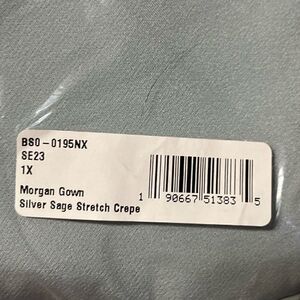 BS0-0195NX
SE23
1X
Morgan Gown
Silver Sage Stretch Crepe
1 90667 51383 5